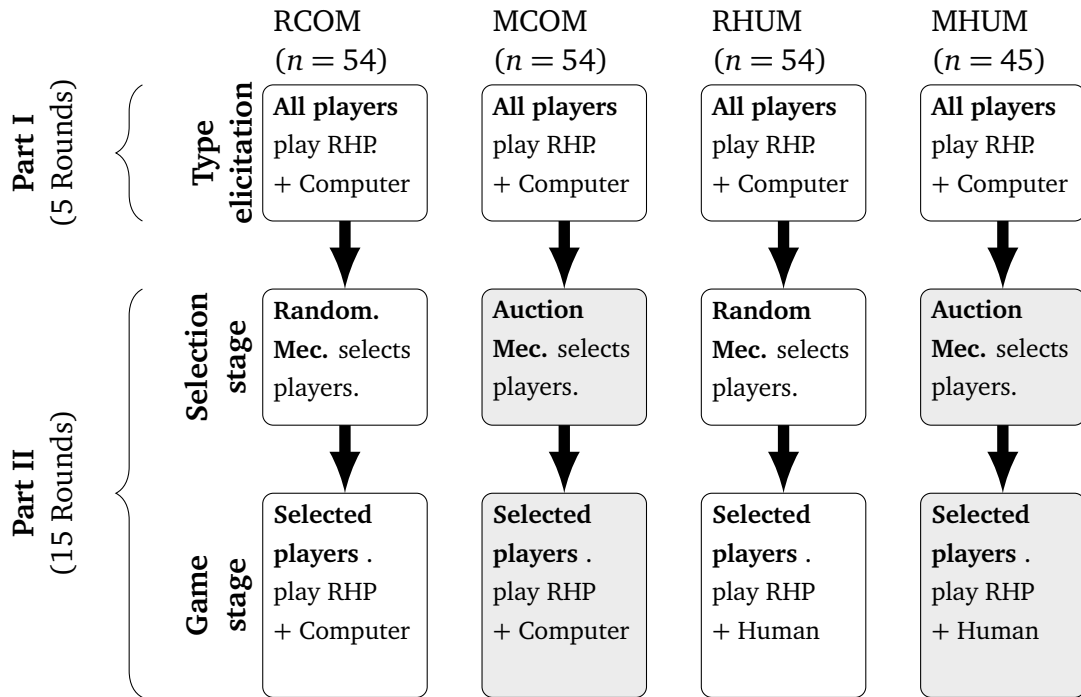 RCOM
(n = 54)
MCOM
(n = 54)
RHUM
(n = 54)
MHUM
(n = 45)
Part I
(5 Rounds)
Type
elicitation
All players
play RHP.
+ Computer
All players
play RHP.
+ Computer
All players
play RHP.
+ Computer
All players
play RHP.
+ Computer
Part II
(15 Rounds)
Selection
stage
Random.
Mec. selects
players.
Auction
Mec. selects
players.
Random
Mec. selects
players.
Auction
Mec. selects
players.
Game
stage
Selected
players .
play RHP
+ Computer
Selected
players .
play RHP
+ Computer
Selected
players .
play RHP
+ Human
Selected
players .
play RHP
+ Human